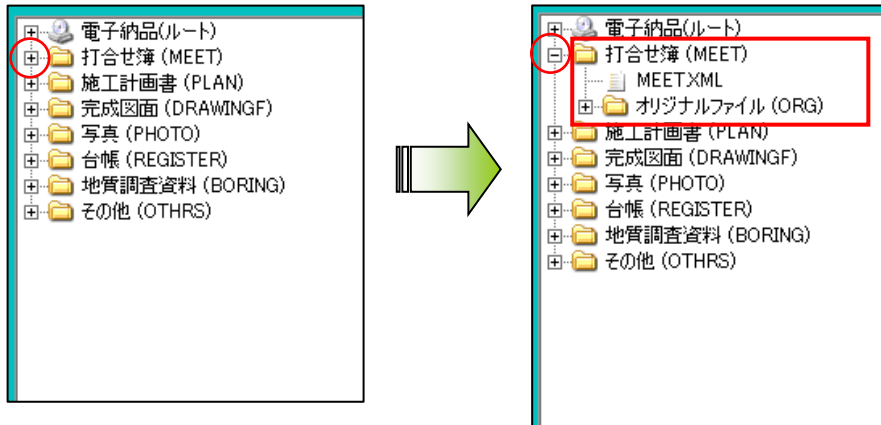 電子納品(ルート)
打合せ簿 (MEET)
施工計画書 (PLAN)
完成図面 (DRAWINGF)
写真 (PHOTO)
台帳 (REGISTER)
地質調査資料 (BORING)
その他 (OTHRS)
電子納品(ルート)
打合せ簿 (MEET)
MEET.XML
オリジナルファイル (ORG)
施工計画書 (PLAN)
完成図面 (DRAWINGF)
写真 (PHOTO)
台帳 (REGISTER)
地質調査資料 (BORING)
その他 (OTHRS)